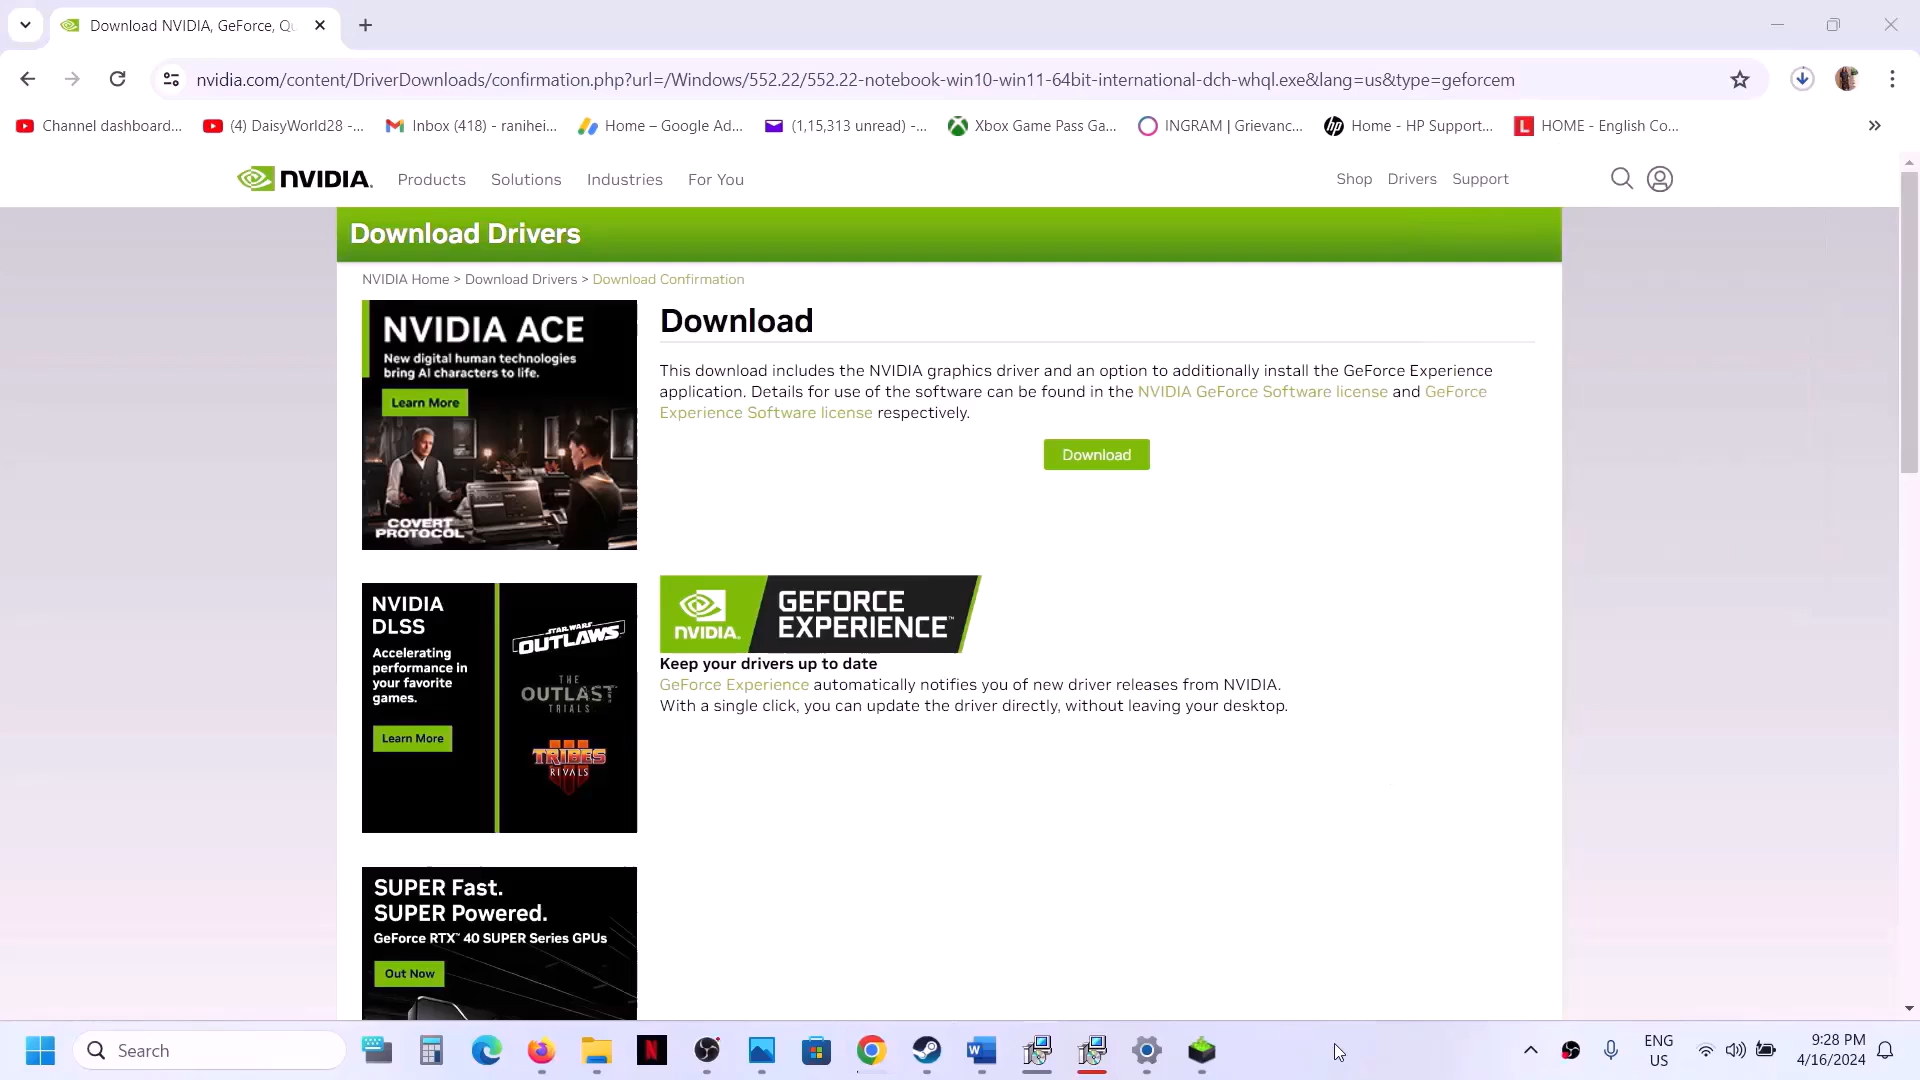 Download NVIDIA, GeForce, Qu
nvidia.com/content/DriverDownloads/confirmation.php?url=/Windows/552.22/552.22-notebook-win10-win11-64bit-international-dch-whql.exe&lang=us&type=geforcem
Channel dashboard... (4) DaisyWorld28 -... Inbox (418) - ranihei... Home – Google Ad... (1,15,313 unread) -... Xbox Game Pass Ga... INGRAM | Grievanc... Home - HP Support... HOME - English Co...
NVIDIA. Products Solutions Industries For You Shop Drivers Support
Download Drivers
NVIDIA Home > Download Drivers > Download Confirmation
NVIDIA ACE
New digital human technologies
bring AI characters to life.
Learn More
COVERT
PROTOCOL
Download
This download includes the NVIDIA graphics driver and an option to additionally install the GeForce Experience
application. Details for use of the software can be found in the NVIDIA GeForce Software license and GeForce
Experience Software license respectively.
Download
NVIDIA
DLSS
Accelerating
performance in
your favorite
games.
Learn More
STAR WARS
OUTLAWS
THE
OUTLAST
TRIALS
TRIBES
RIVALS
NVIDIA.
GEFORCE
EXPERIENCE™
Keep your drivers up to date
GeForce Experience automatically notifies you of new driver releases from NVIDIA.
With a single click, you can update the driver directly, without leaving your desktop.
SUPER Fast.
SUPER Powered.
GeForce RTX™ 40 SUPER Series GPUs
Out Now
Search
ENG
US
9:28 PM
4/16/2024